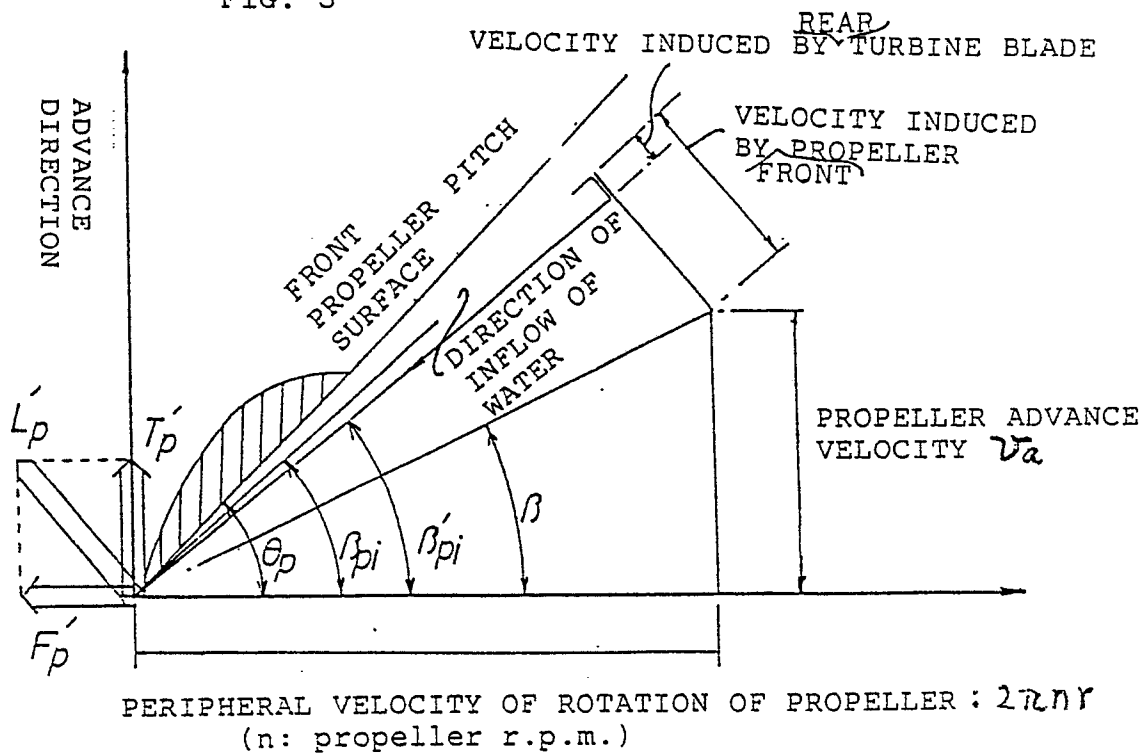 FIG. 3
REAR
VELOCITY INDUCED BY TURBINE BLADE
VELOCITY INDUCED
BY PROPELLER
FRONT
ADVANCE
DIRECTION
FRONT
PROPELLER PITCH
SURFACE
DIRECTION OF
INFLOW OF
WATER
PROPELLER ADVANCE
VELOCITY Va
L'p
T'p
F'p
θp
βpi
β'pi
β
PERIPHERAL VELOCITY OF ROTATION OF PROPELLER : 2πnr
(n: propeller r.p.m.)